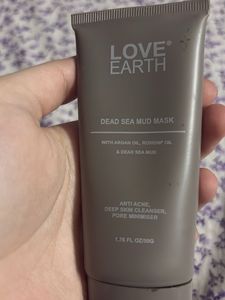 LOVE®
EARTH
DEAD SEA MUD MASK
WITH ARGAN OIL, ROSEHIP OIL
& DEAD SEA MUD
ANTI ACNE,
DEEP SKIN CLEANSER,
PORE MINIMISER
1.76 FL OZ/50G